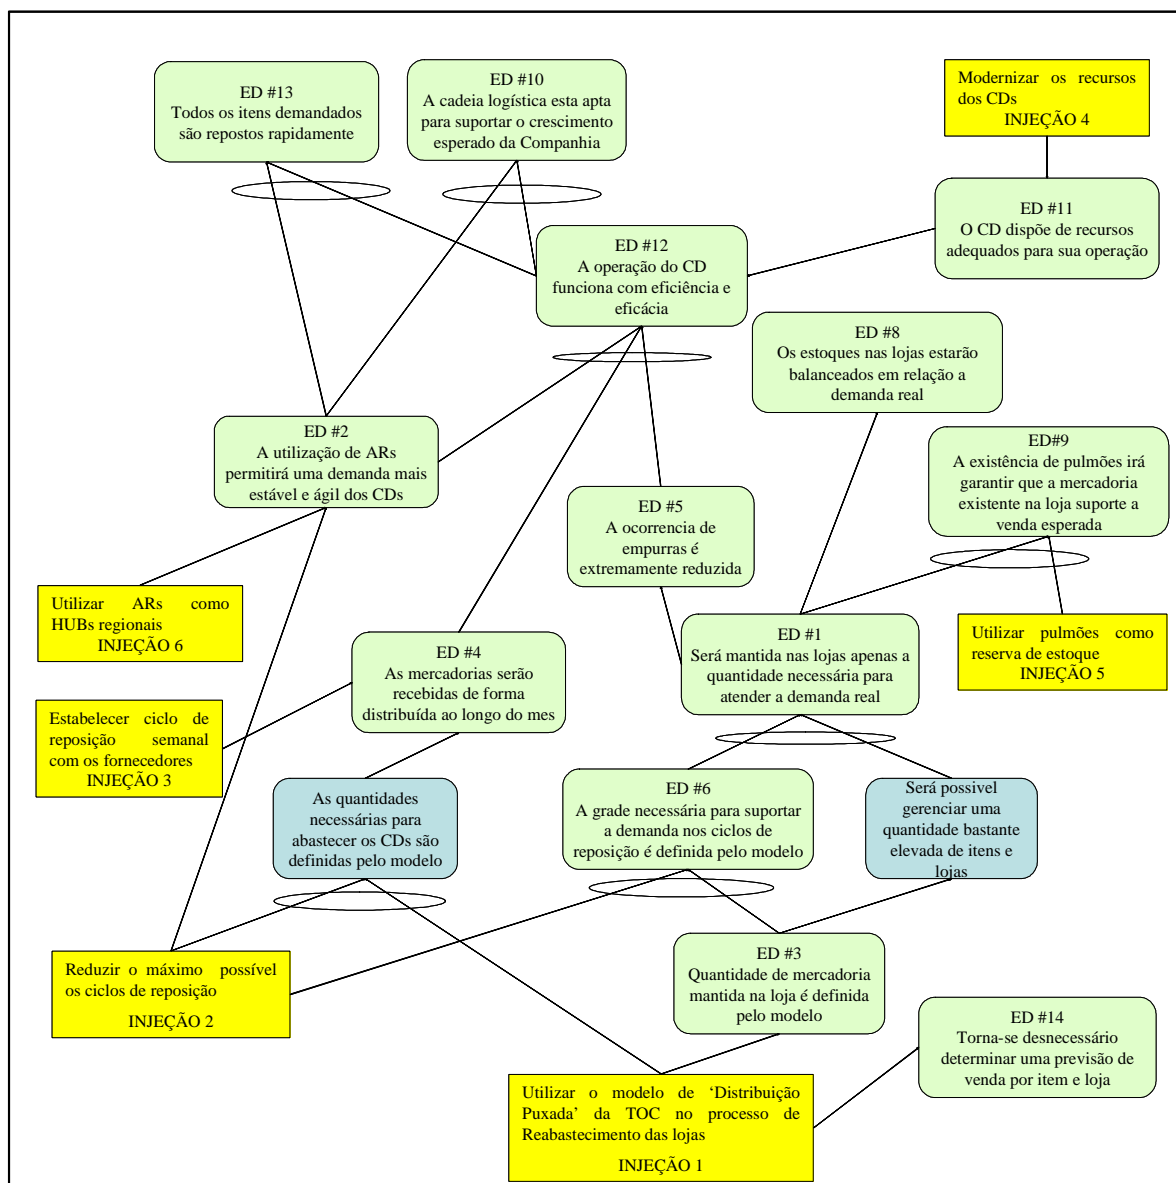 ED #13
Todos os itens demandados
são repostos rapidamente
ED #10
A cadeia logística esta apta
para suportar o crescimento
esperado da Companhia
Modernizar os recursos
dos CDs
INJEÇÃO 4
ED #11
O CD dispõe de recursos
adequados para sua operação
ED #12
A operação do CD
funciona com eficiência e
eficácia
ED #8
Os estoques nas lojas estarão
balanceados em relação a
demanda real
ED #2
A utilização de ARs
permitirá uma demanda mais
estável e ágil dos CDs
ED#9
A existência de pulmões irá
garantir que a mercadoria
existente na loja suporte a
venda esperada
ED #5
A ocorrencia de
empurras é
extremamente reduzida
Utilizar ARs como
HUBs regionais
INJEÇÃO 6
ED #4
As mercadorias serão
recebidas de forma
distribuída ao longo do mes
ED #1
Será mantida nas lojas apenas a
quantidade necessária para
atender a demanda real
Utilizar pulmões como
reserva de estoque
INJEÇÃO 5
Estabelecer ciclo de
reposição semanal
com os fornecedores
INJEÇÃO 3
As quantidades
necessárias para
abastecer os CDs são
definidas pelo modelo
ED #6
A grade necessária para suportar
a demanda nos ciclos de
reposição é definida pelo modelo
Será possivel
gerenciar uma
quantidade bastante
elevada de itens e
lojas
Reduzir o máximo possível
os ciclos de reposição
INJEÇÃO 2
ED #3
Quantidade de mercadoria
mantida na loja é definida
pelo modelo
ED #14
Torna-se desnecessário
determinar uma previsão de
venda por item e loja
Utilizar o modelo de ‘Distribuição
Puxada’ da TOC no processo de
Reabastecimento das lojas
INJEÇÃO 1